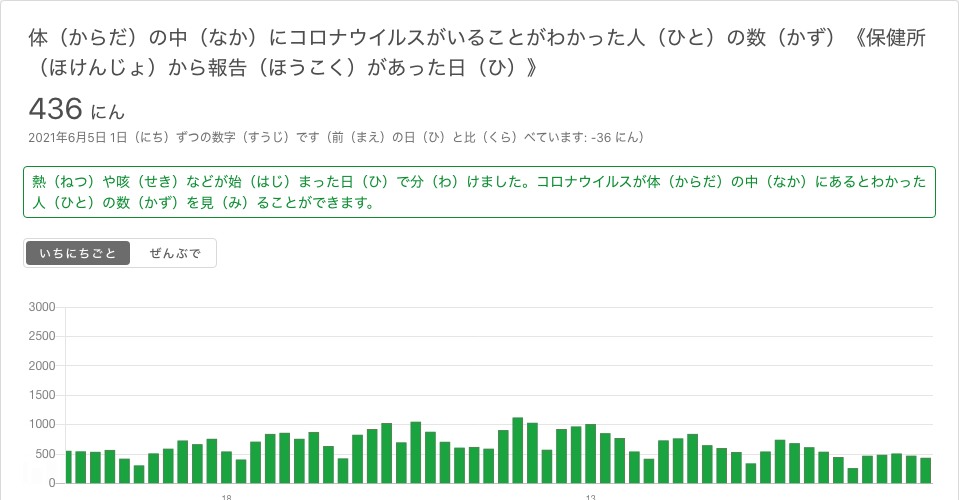 体（からだ）の中（なか）にコロナウイルスがいることがわかった人（ひと）の数（かず）《保健所
（ほけんじょ）から報告（ほうこく）があった日（ひ）》
436 にん
2021年6月5日 1日（にち）ずつの数字（すうじ）です（前（まえ）の日（ひ）と比（くら）べています: -36 にん）
熱（ねつ）や咳（せき）などが始（はじ）まった日（ひ）で分（わ）けました。コロナウイルスが体（からだ）の中（なか）にあるとわかった
人（ひと）の数（かず）を見（み）ることができます。
いちにちごと ぜんぶで
3000
2500
2000
1500
1000
500
0
18 13